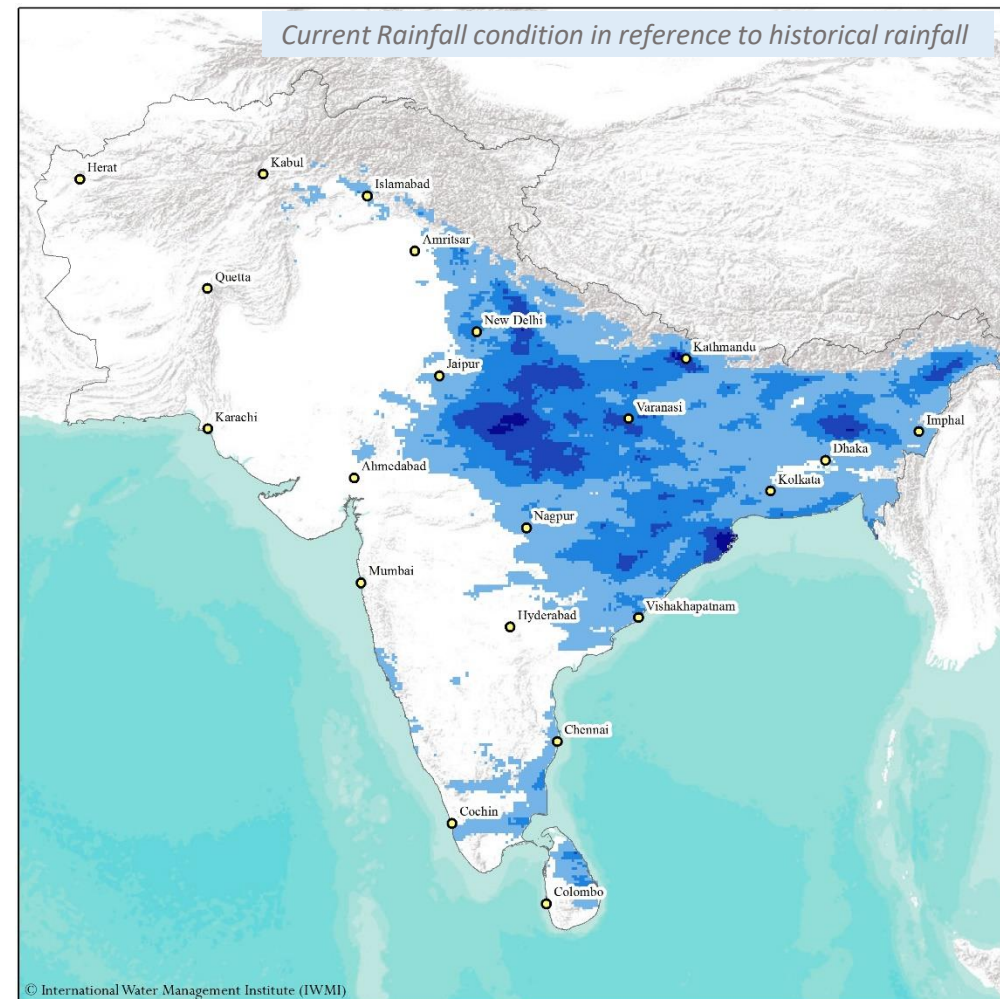 Current Rainfall condition in reference to historical rainfall
Kabul
Herat
Islamabad
Amritsar
Quetta
New Delhi
Kathmandu
Jaipur
Varanasi
Karachi
Imphal
Dhaka
Ahmedabad
Kolkata
Nagpur
Mumbai
Vishakhapatnam
Hyderabad
Chennai
Cochin
Colombo
© International Water Management Institute (IWMI)